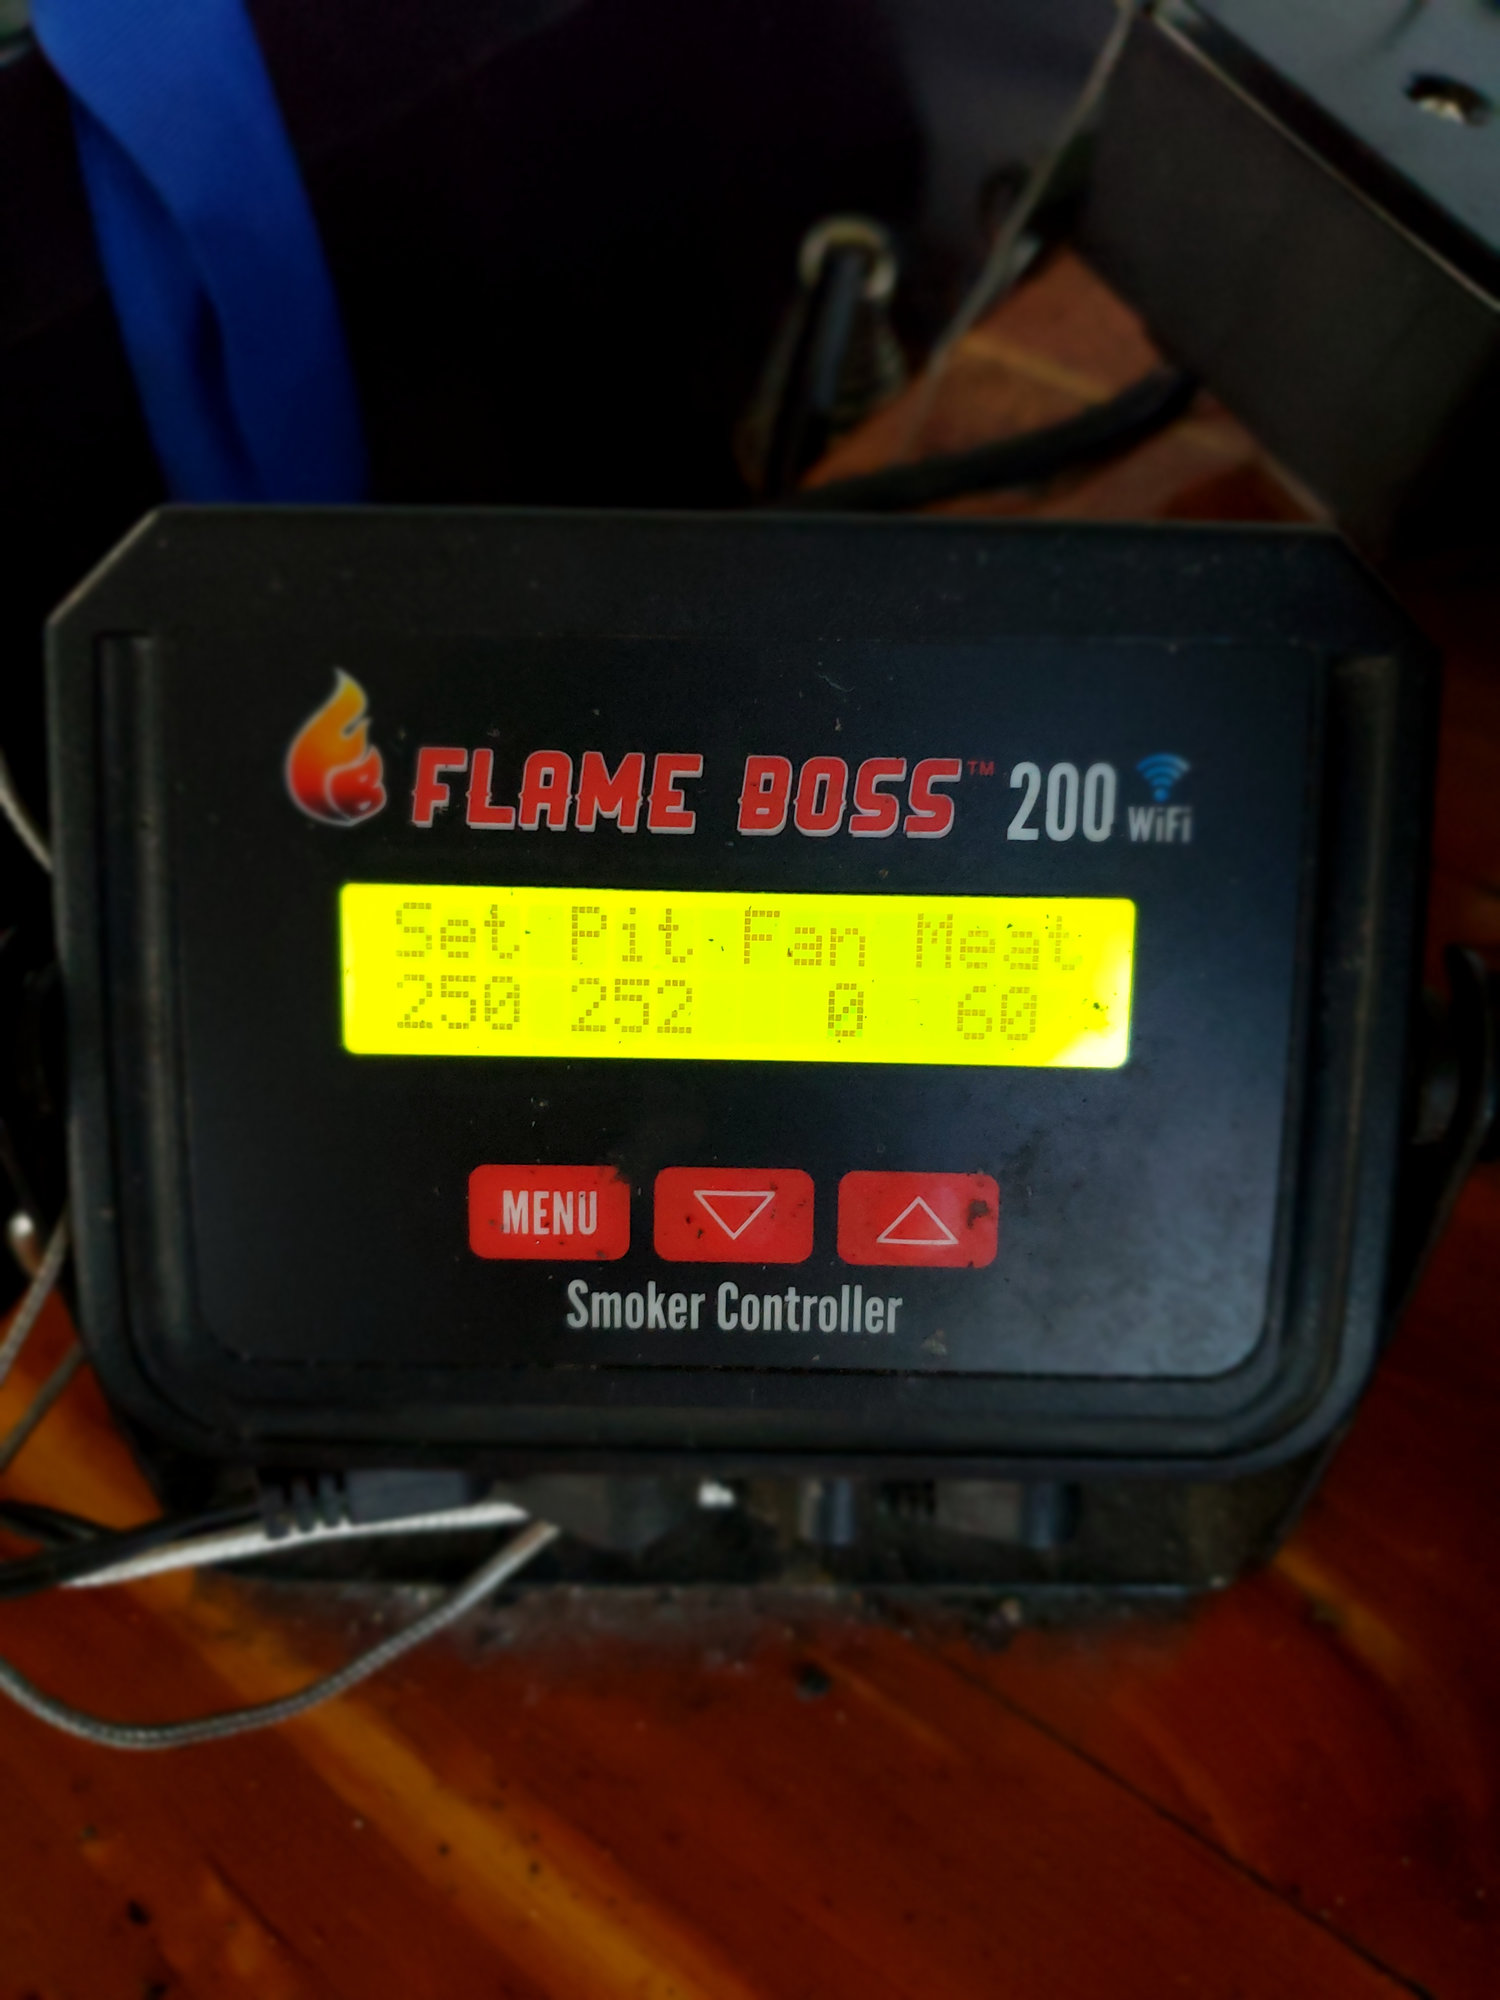 FLAME BOSS™ 200 WiFi
Set Pit Fan Meat
250 252 0 60
MENU
Smoker Controller